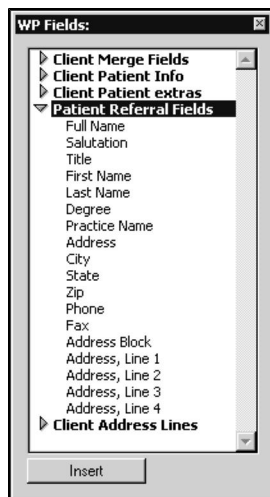 WP Fields:
Client Merge Fields
Client Patient Info
Client Patient extras
Patient Referral Fields
Full Name
Salutation
Title
First Name
Last Name
Degree
Practice Name
Address
City
State
Zip
Phone
Fax
Address Block
Address, Line 1
Address, Line 2
Address, Line 3
Address, Line 4
Client Address Lines
Insert